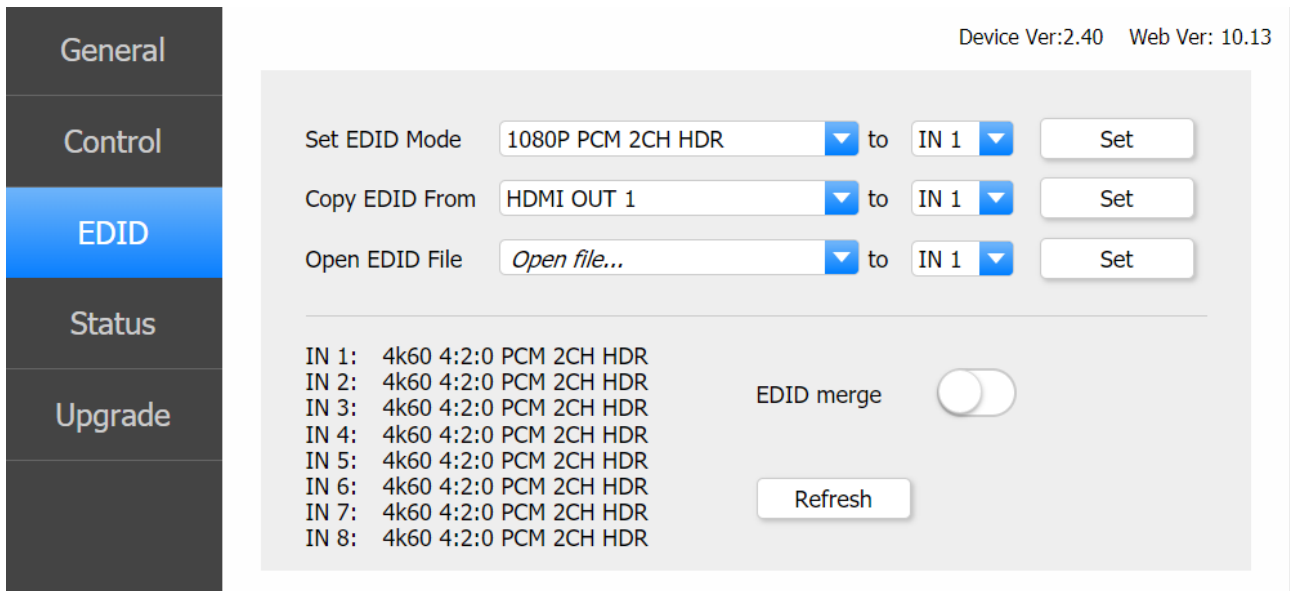 Device Ver:2.40 Web Ver: 10.13
General
Control
EDID
Status
Upgrade
Set EDID Mode 1080P PCM 2CH HDR to IN 1 Set
Copy EDID From HDMI OUT 1 to IN 1 Set
Open EDID File Open file... to IN 1 Set
IN 1: 4k60 4:2:0 PCM 2CH HDR
IN 2: 4k60 4:2:0 PCM 2CH HDR
IN 3: 4k60 4:2:0 PCM 2CH HDR
IN 4: 4k60 4:2:0 PCM 2CH HDR
IN 5: 4k60 4:2:0 PCM 2CH HDR
IN 6: 4k60 4:2:0 PCM 2CH HDR
IN 7: 4k60 4:2:0 PCM 2CH HDR
IN 8: 4k60 4:2:0 PCM 2CH HDR
EDID merge
Refresh